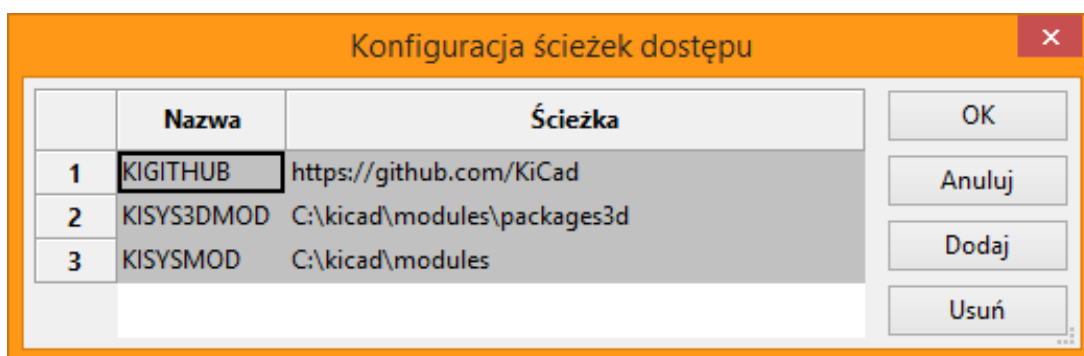 Konfiguracja ścieżek dostępu
×
Nazwa Ścieżka
1 KIGITHUB https://github.com/KiCad
2 KISYS3DMOD C:\kicad\modules\packages3d
3 KISYSMOD C:\kicad\modules
OK
Anuluj
Dodaj
Usuń